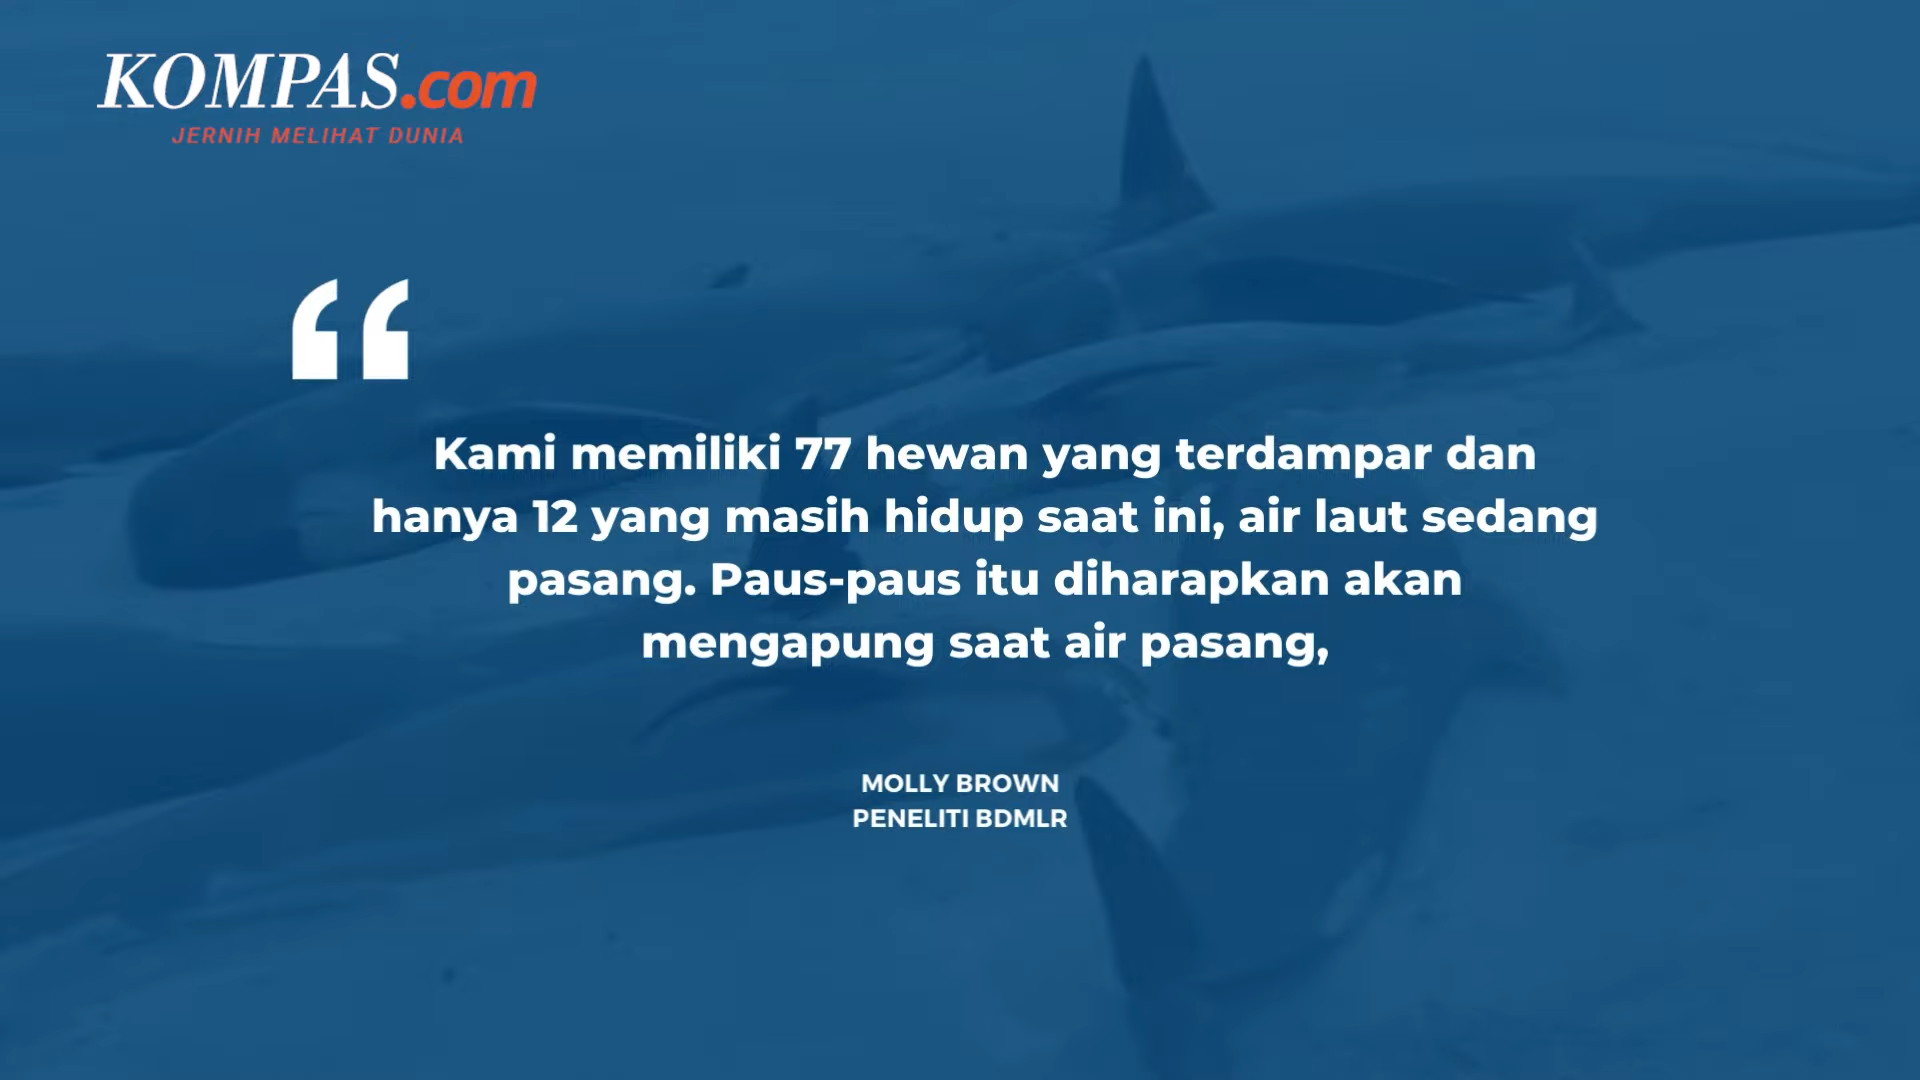 KOMPAS.com
JERNIH MELIHAT DUNIA
“
Kami memiliki 77 hewan yang terdampar dan
hanya 12 yang masih hidup saat ini, air laut sedang
pasang. Paus-paus itu diharapkan akan
mengapung saat air pasang,
MOLLY BROWN
PENELITI BDMLR